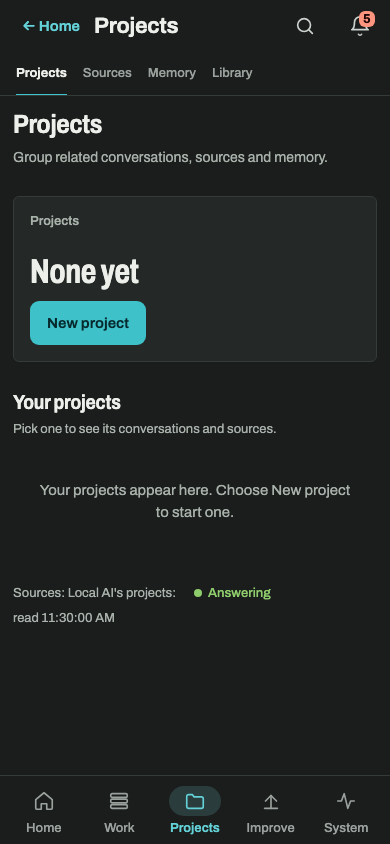 ← Home Projects 5
Projects Sources Memory Library
Projects
Group related conversations, sources and memory.
Projects
None yet
New project
Your projects
Pick one to see its conversations and sources.
Your projects appear here. Choose New project
to start one.
Sources: Local AI's projects: Answering
read 11:30:00 AM
Home Work Projects Improve System